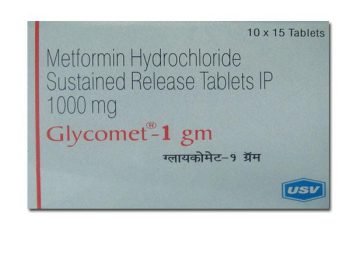 10 x 15 Tablets
Metformin Hydrochloride
Sustained Release Tablets IP
1000 mg
Glycomet®-1 gm
ग्लायकोमेट-१ ग्रॅम
USV